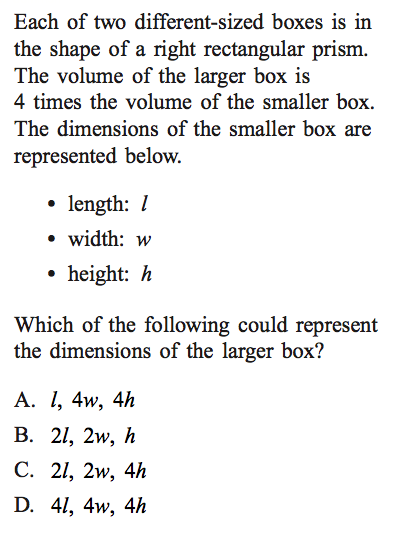 Each of two different-sized boxes is in
the shape of a right rectangular prism.
The volume of the larger box is
4 times the volume of the smaller box.
The dimensions of the smaller box are
represented below.
• length: l
• width: w
• height: h
Which of the following could represent
the dimensions of the larger box?
A. l, 4w, 4h
B. 2l, 2w, h
C. 2l, 2w, 4h
D. 4l, 4w, 4h